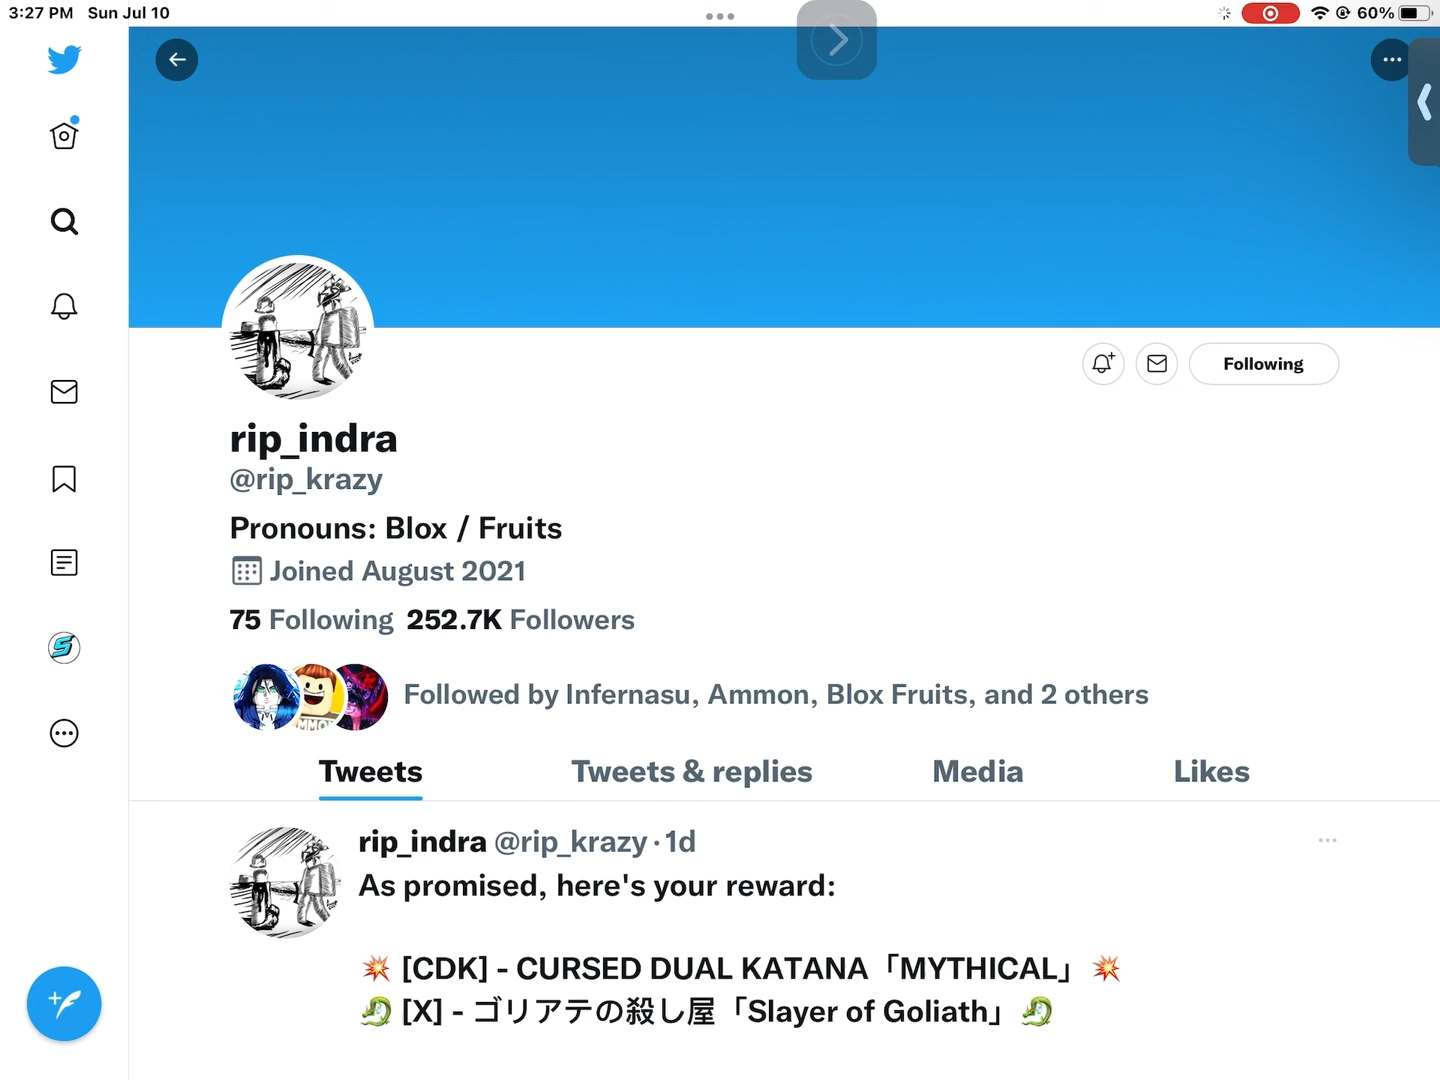 3:27 PM Sun Jul 10
60%
Following
rip_indra
@rip_krazy
Pronouns: Blox / Fruits
Joined August 2021
75 Following 252.7K Followers
Followed by Infernasu, Ammon, Blox Fruits, and 2 others
Tweets Tweets & replies Media Likes
rip_indra @rip_krazy · 1d
As promised, here's your reward:
💥 [CDK] - CURSED DUAL KATANA「MYTHICAL」💥
🐉 [X] - ゴリアテの殺し屋「Slayer of Goliath」🐉